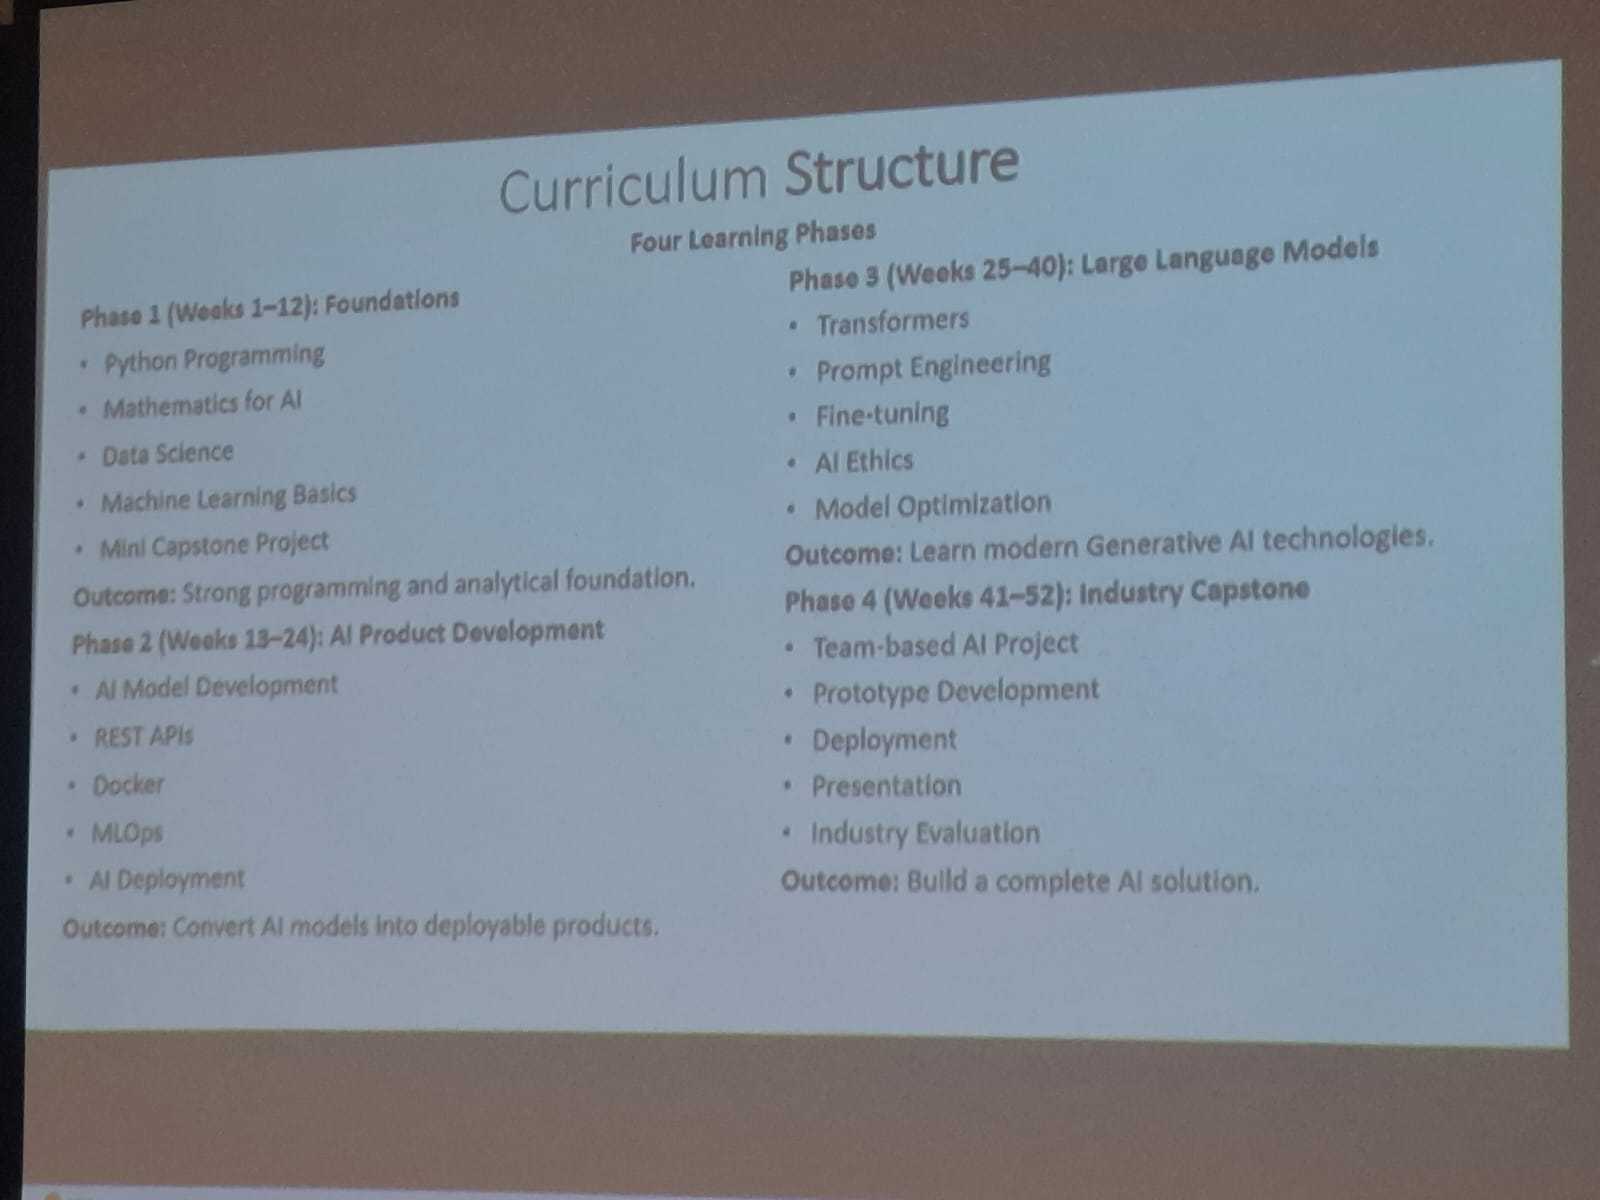 Curriculum Structure
Four Learning Phases
Phase 1 (Weeks 1–12): Foundations
• Python Programming
• Mathematics for AI
• Data Science
• Machine Learning Basics
• Mini Capstone Project
Outcome: Strong programming and analytical foundation.
Phase 2 (Weeks 13–24): AI Product Development
• AI Model Development
• REST APIs
• Docker
• MLOps
• AI Deployment
Outcome: Convert AI models into deployable products.
Phase 3 (Weeks 25–40): Large Language Models
• Transformers
• Prompt Engineering
• Fine-tuning
• AI Ethics
• Model Optimization
Outcome: Learn modern Generative AI technologies.
Phase 4 (Weeks 41–52): Industry Capstone
• Team-based AI Project
• Prototype Development
• Deployment
• Presentation
• Industry Evaluation
Outcome: Build a complete AI solution.